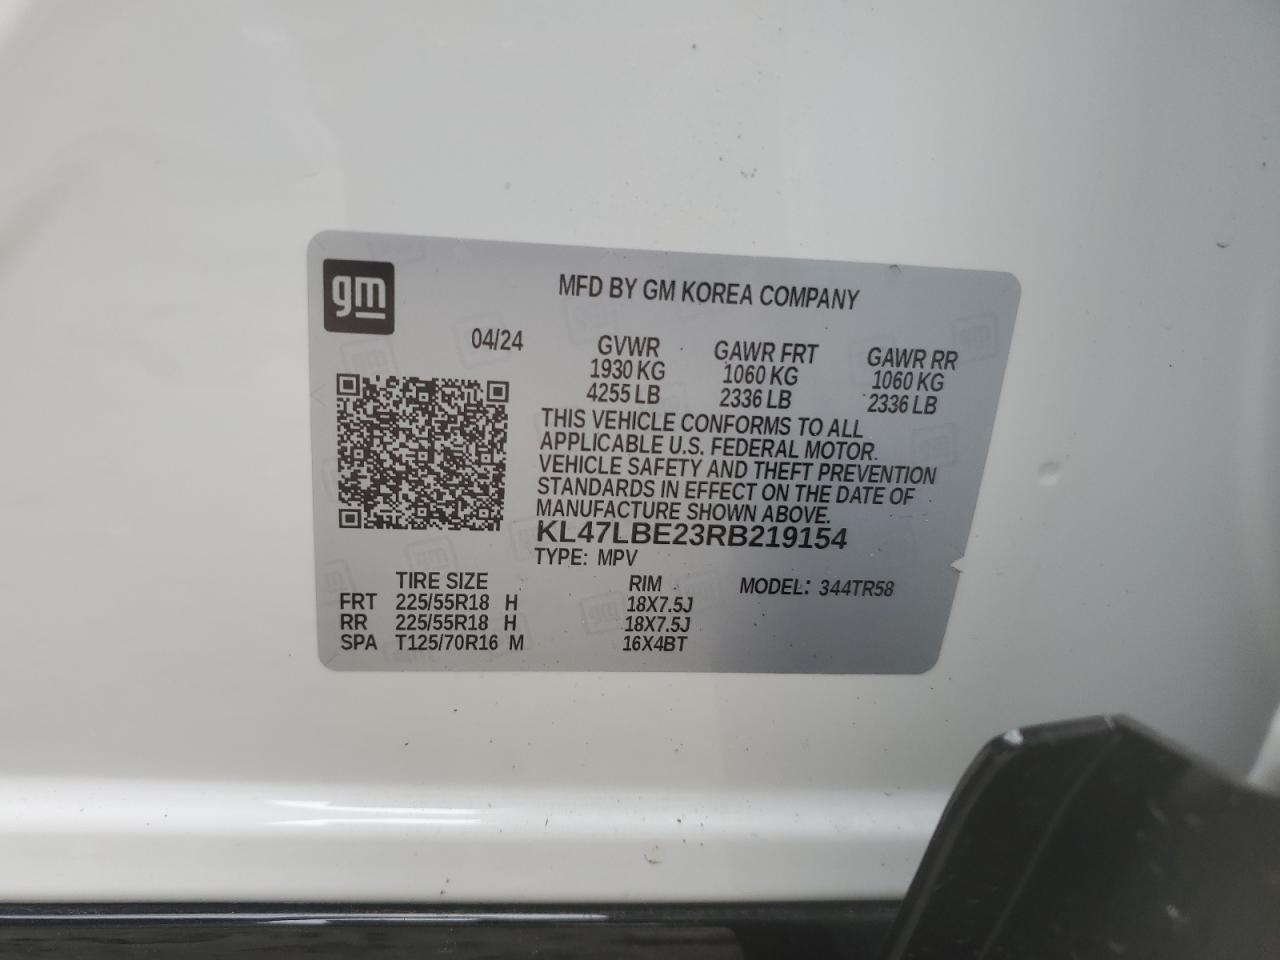 gm
MFD BY GM KOREA COMPANY
04/24
GVWR GAWR FRT GAWR RR
1930 KG 1060 KG 1060 KG
4255 LB 2336 LB 2336 LB
THIS VEHICLE CONFORMS TO ALL
APPLICABLE U.S. FEDERAL MOTOR
VEHICLE SAFETY AND THEFT PREVENTION
STANDARDS IN EFFECT ON THE DATE OF
MANUFACTURE SHOWN ABOVE.
KL47LBE23RB219154
TYPE: MPV
TIRE SIZE RIM MODEL: 344TR58
FRT 225/55R18 H 18X7.5J
RR 225/55R18 H 18X7.5J
SPA T125/70R16 M 16X4BT